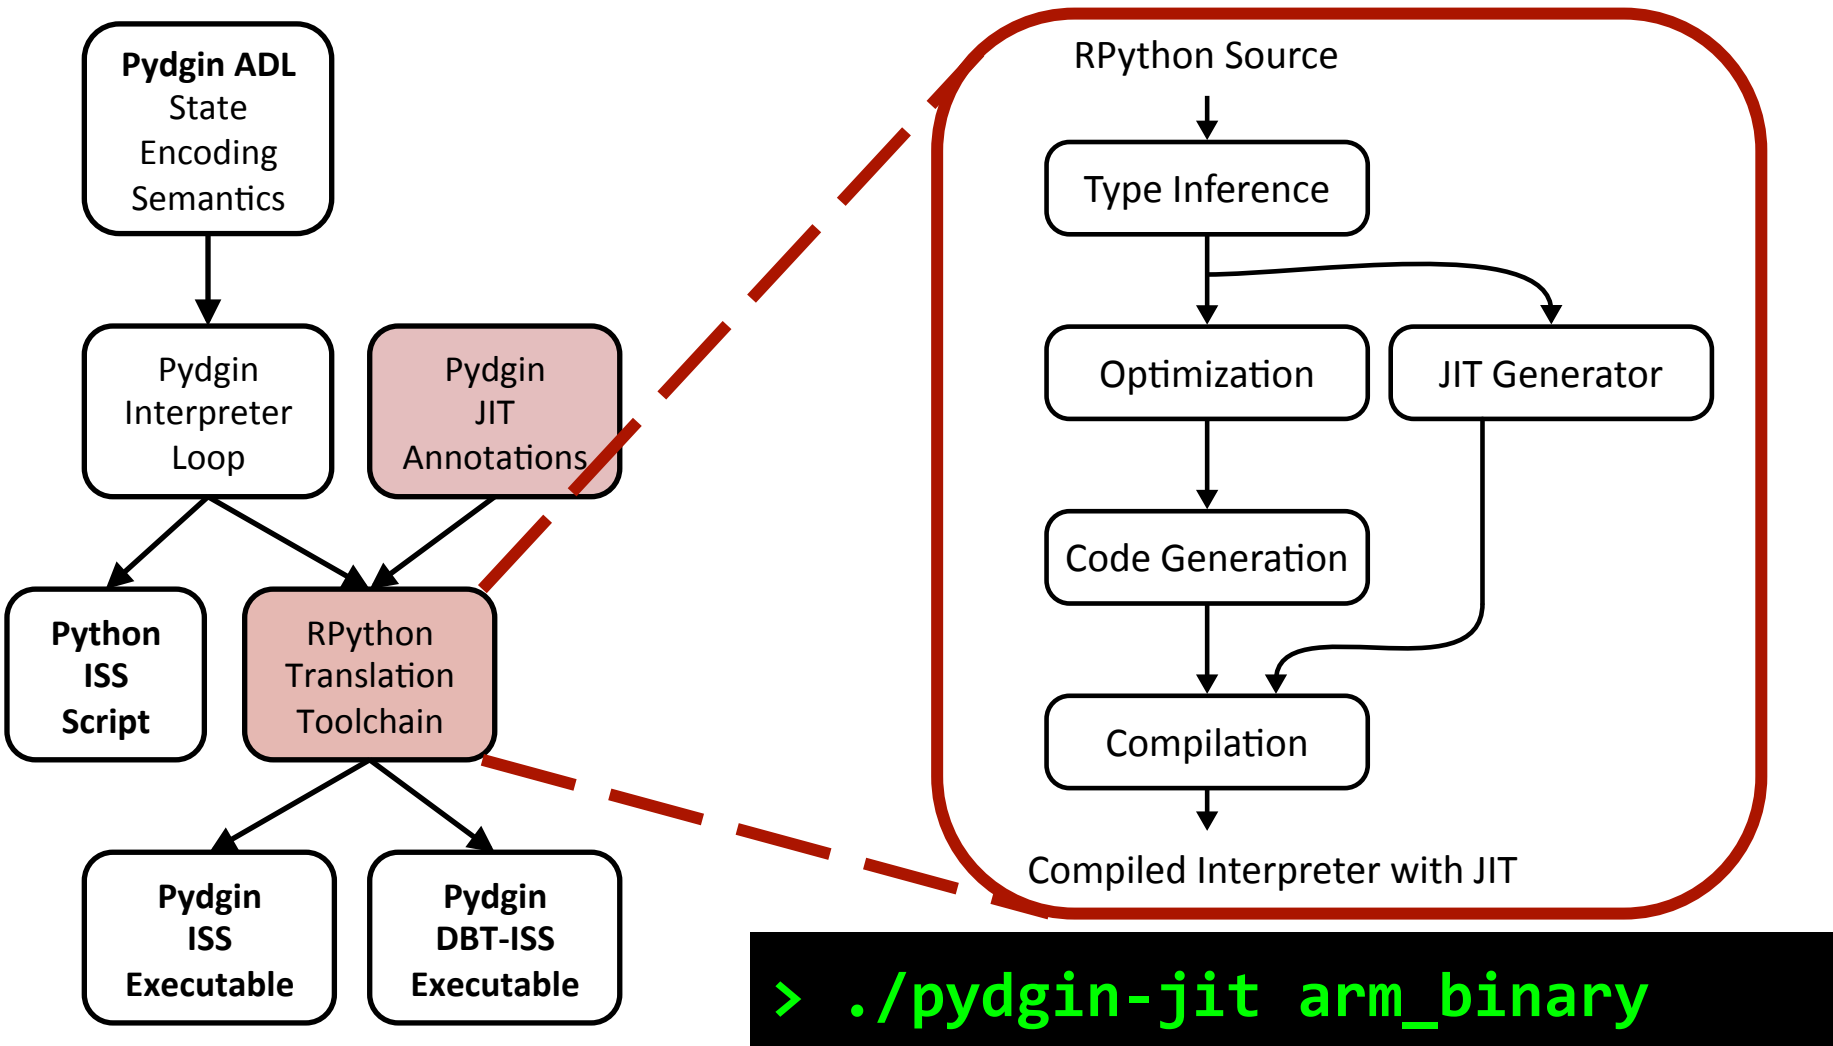 Pydgin ADL
State
Encoding
Semantics
Pydgin
Interpreter
Loop
Pydgin
JIT
Annotations
Python
ISS
Script
RPython
Translation
Toolchain
Pydgin
ISS
Executable
Pydgin
DBT-ISS
Executable
RPython Source
Type Inference
Optimization
JIT Generator
Code Generation
Compilation
Compiled Interpreter with JIT
> ./pydgin-jit arm_binary